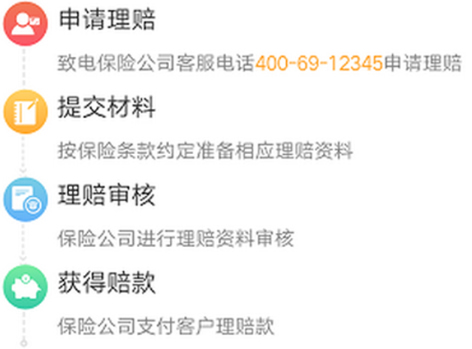 申请理赔
致电保险公司客服电话400-69-12345申请理赔
提交材料
按保险条款约定准备相应理赔资料
理赔审核
保险公司进行理赔资料审核
获得赔款
保险公司支付客户理赔款